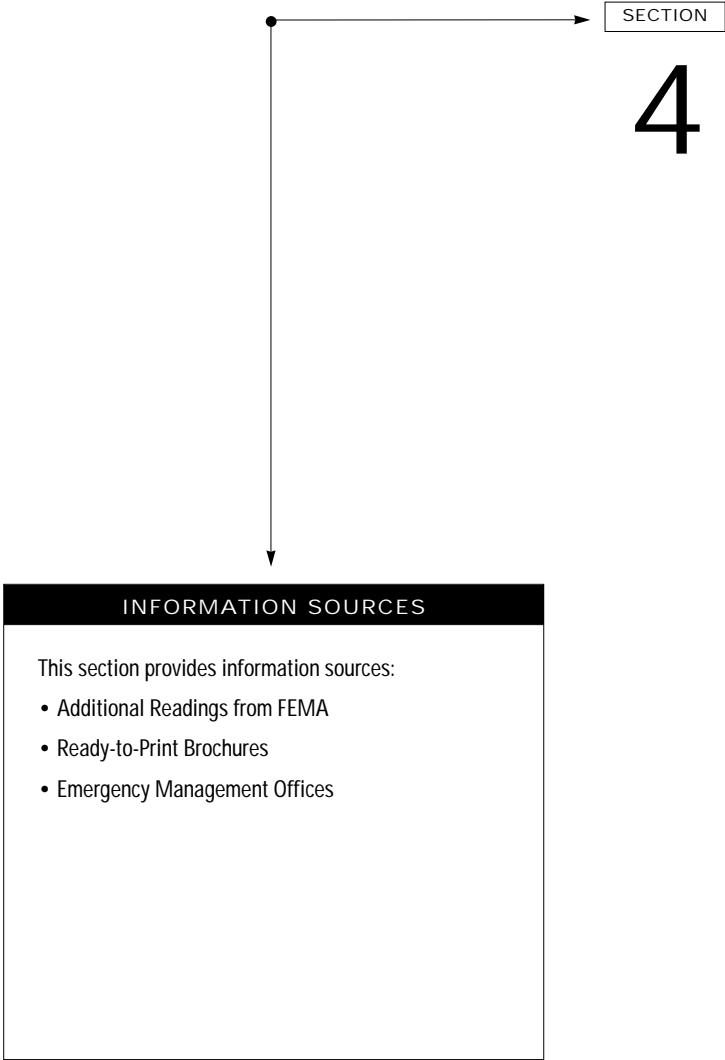 SECTION
4
INFORMATION SOURCES
This section provides information sources:
• Additional Readings from FEMA
• Ready-to-Print Brochures
• Emergency Management Offices